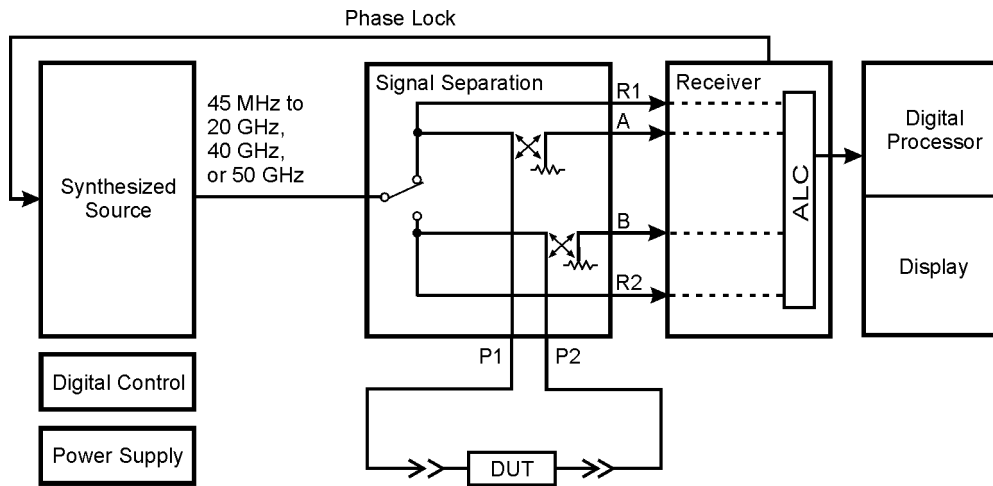 Phase Lock
Synthesized
Source
45 MHz to
20 GHz,
40 GHz,
or 50 GHz
Signal Separation
R1
A
B
R2
Receiver
ALC
Digital
Processor
Display
P1
P2
Digital Control
Power Supply
DUT